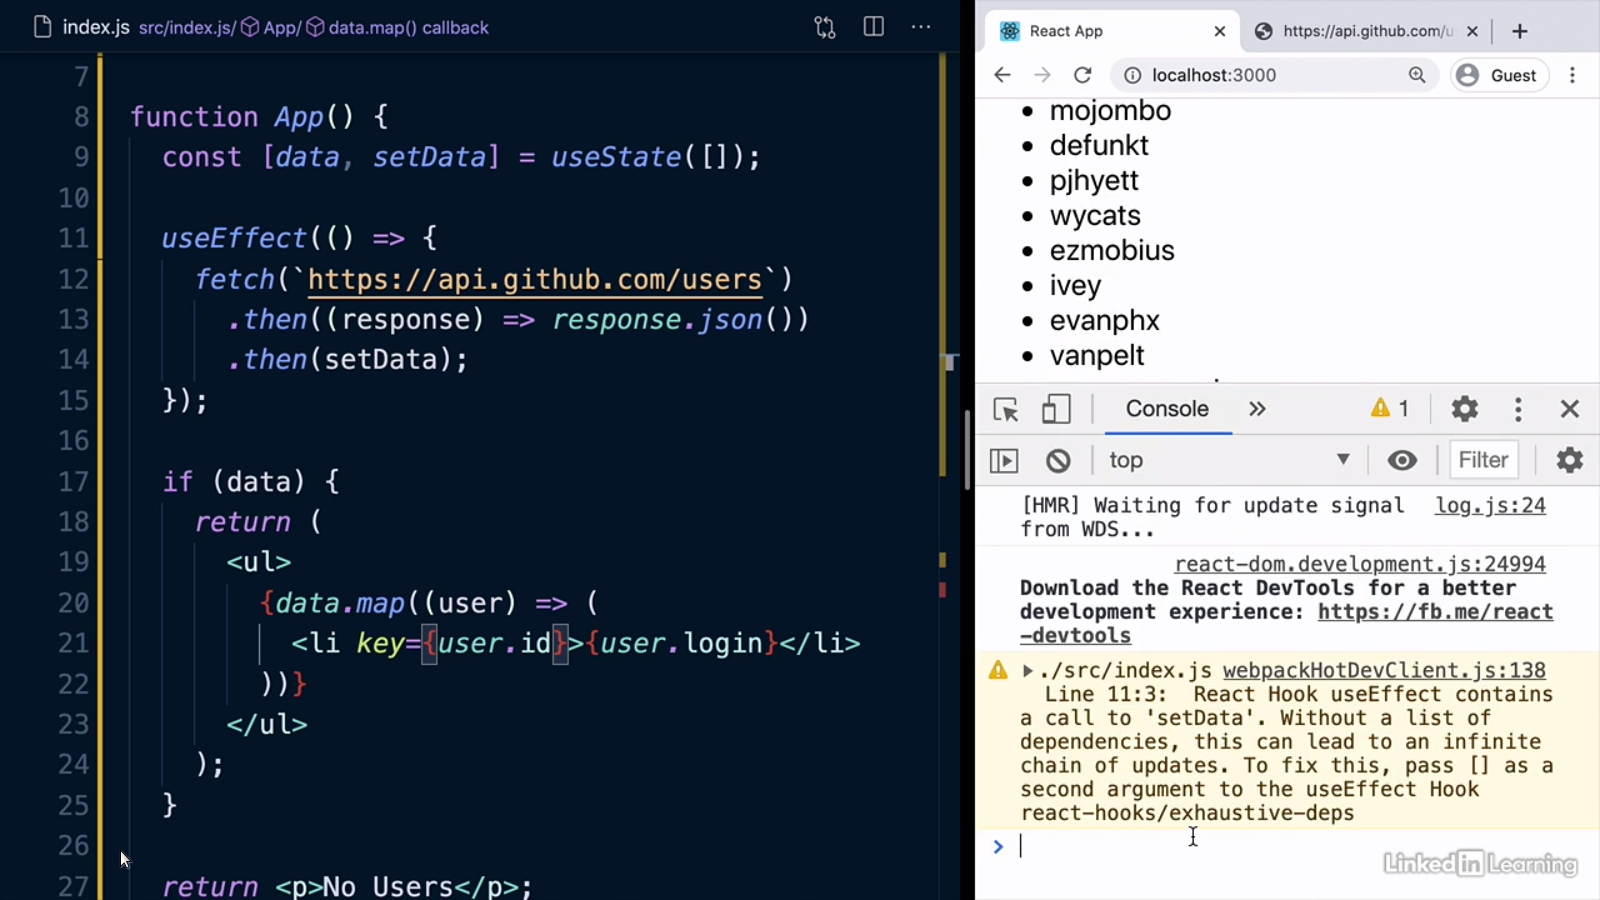 index.js src/index.js/ App/ data.map() callback
7
8 function App() {
9 const [data, setData] = useState([]);
10
11 useEffect(() => {
12 fetch(`https://api.github.com/users`)
13 .then((response) => response.json())
14 .then(setData);
15 });
16
17 if (data) {
18 return (
19 <ul>
20 {data.map((user) => (
21 <li key={user.id}>{user.login}</li>
22 ))}
23 </ul>
24 );
25 }
26
27 return <p>No Users</p>;
React App
https://api.github.com/u
localhost:3000
Guest
mojombo
defunkt
pjhyett
wycats
ezmobius
ivey
evanphx
vanpelt
Console
1
top
Filter
[HMR] Waiting for update signal log.js:24
from WDS...
react-dom.development.js:24994
Download the React DevTools for a better
development experience: https://fb.me/react
-devtools
./src/index.js webpackHotDevClient.js:138
Line 11:3: React Hook useEffect contains
a call to 'setData'. Without a list of
dependencies, this can lead to an infinite
chain of updates. To fix this, pass [] as a
second argument to the useEffect Hook
react-hooks/exhaustive-deps
LinkedIn Learning